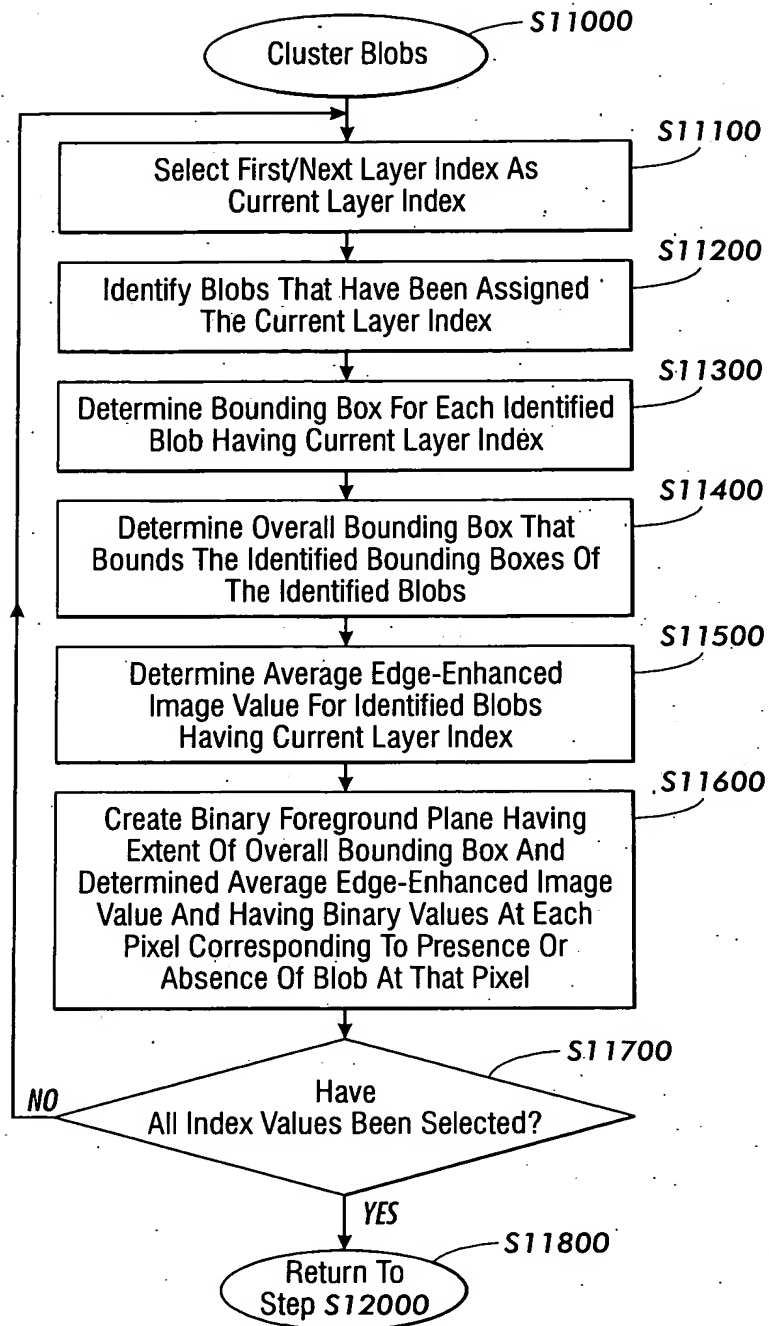 S11000
Cluster Blobs
S11100
Select First/Next Layer Index As
Current Layer Index
S11200
Identify Blobs That Have Been Assigned
The Current Layer Index
S11300
Determine Bounding Box For Each Identified
Blob Having Current Layer Index
S11400
Determine Overall Bounding Box That
Bounds The Identified Bounding Boxes Of
The Identified Blobs
S11500
Determine Average Edge-Enhanced
Image Value For Identified Blobs
Having Current Layer Index
S11600
Create Binary Foreground Plane Having
Extent Of Overall Bounding Box And
Determined Average Edge-Enhanced Image
Value And Having Binary Values At Each
Pixel Corresponding To Presence Or
Absence Of Blob At That Pixel
S11700
Have
All Index Values Been Selected?
NO
YES
S11800
Return To
Step S12000